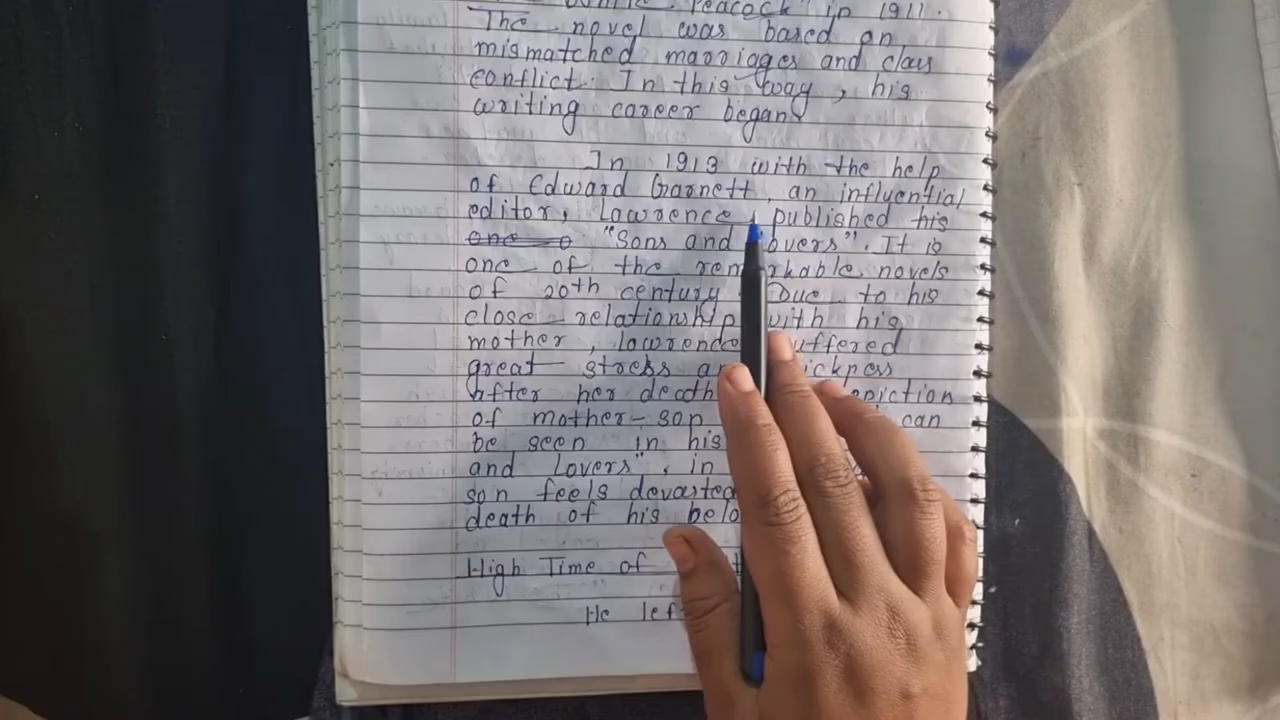 Peacock" in 1911.
The novel was based on
mismatched marriages and class
conflict. In this way, his
writing career began.
In 1913 with the help
of Edward Garnett, an influential
editor, Lawrence published his
"Sons and Lovers". It is
one of the remarkable novels
of 20th century. Due to his
close relationship with his
mother, lawrence suffered
great stress and sickness
after her death
of mother-son can
be seen in his
and Lovers", in
son feels devasted
death of his
High Time of
He left